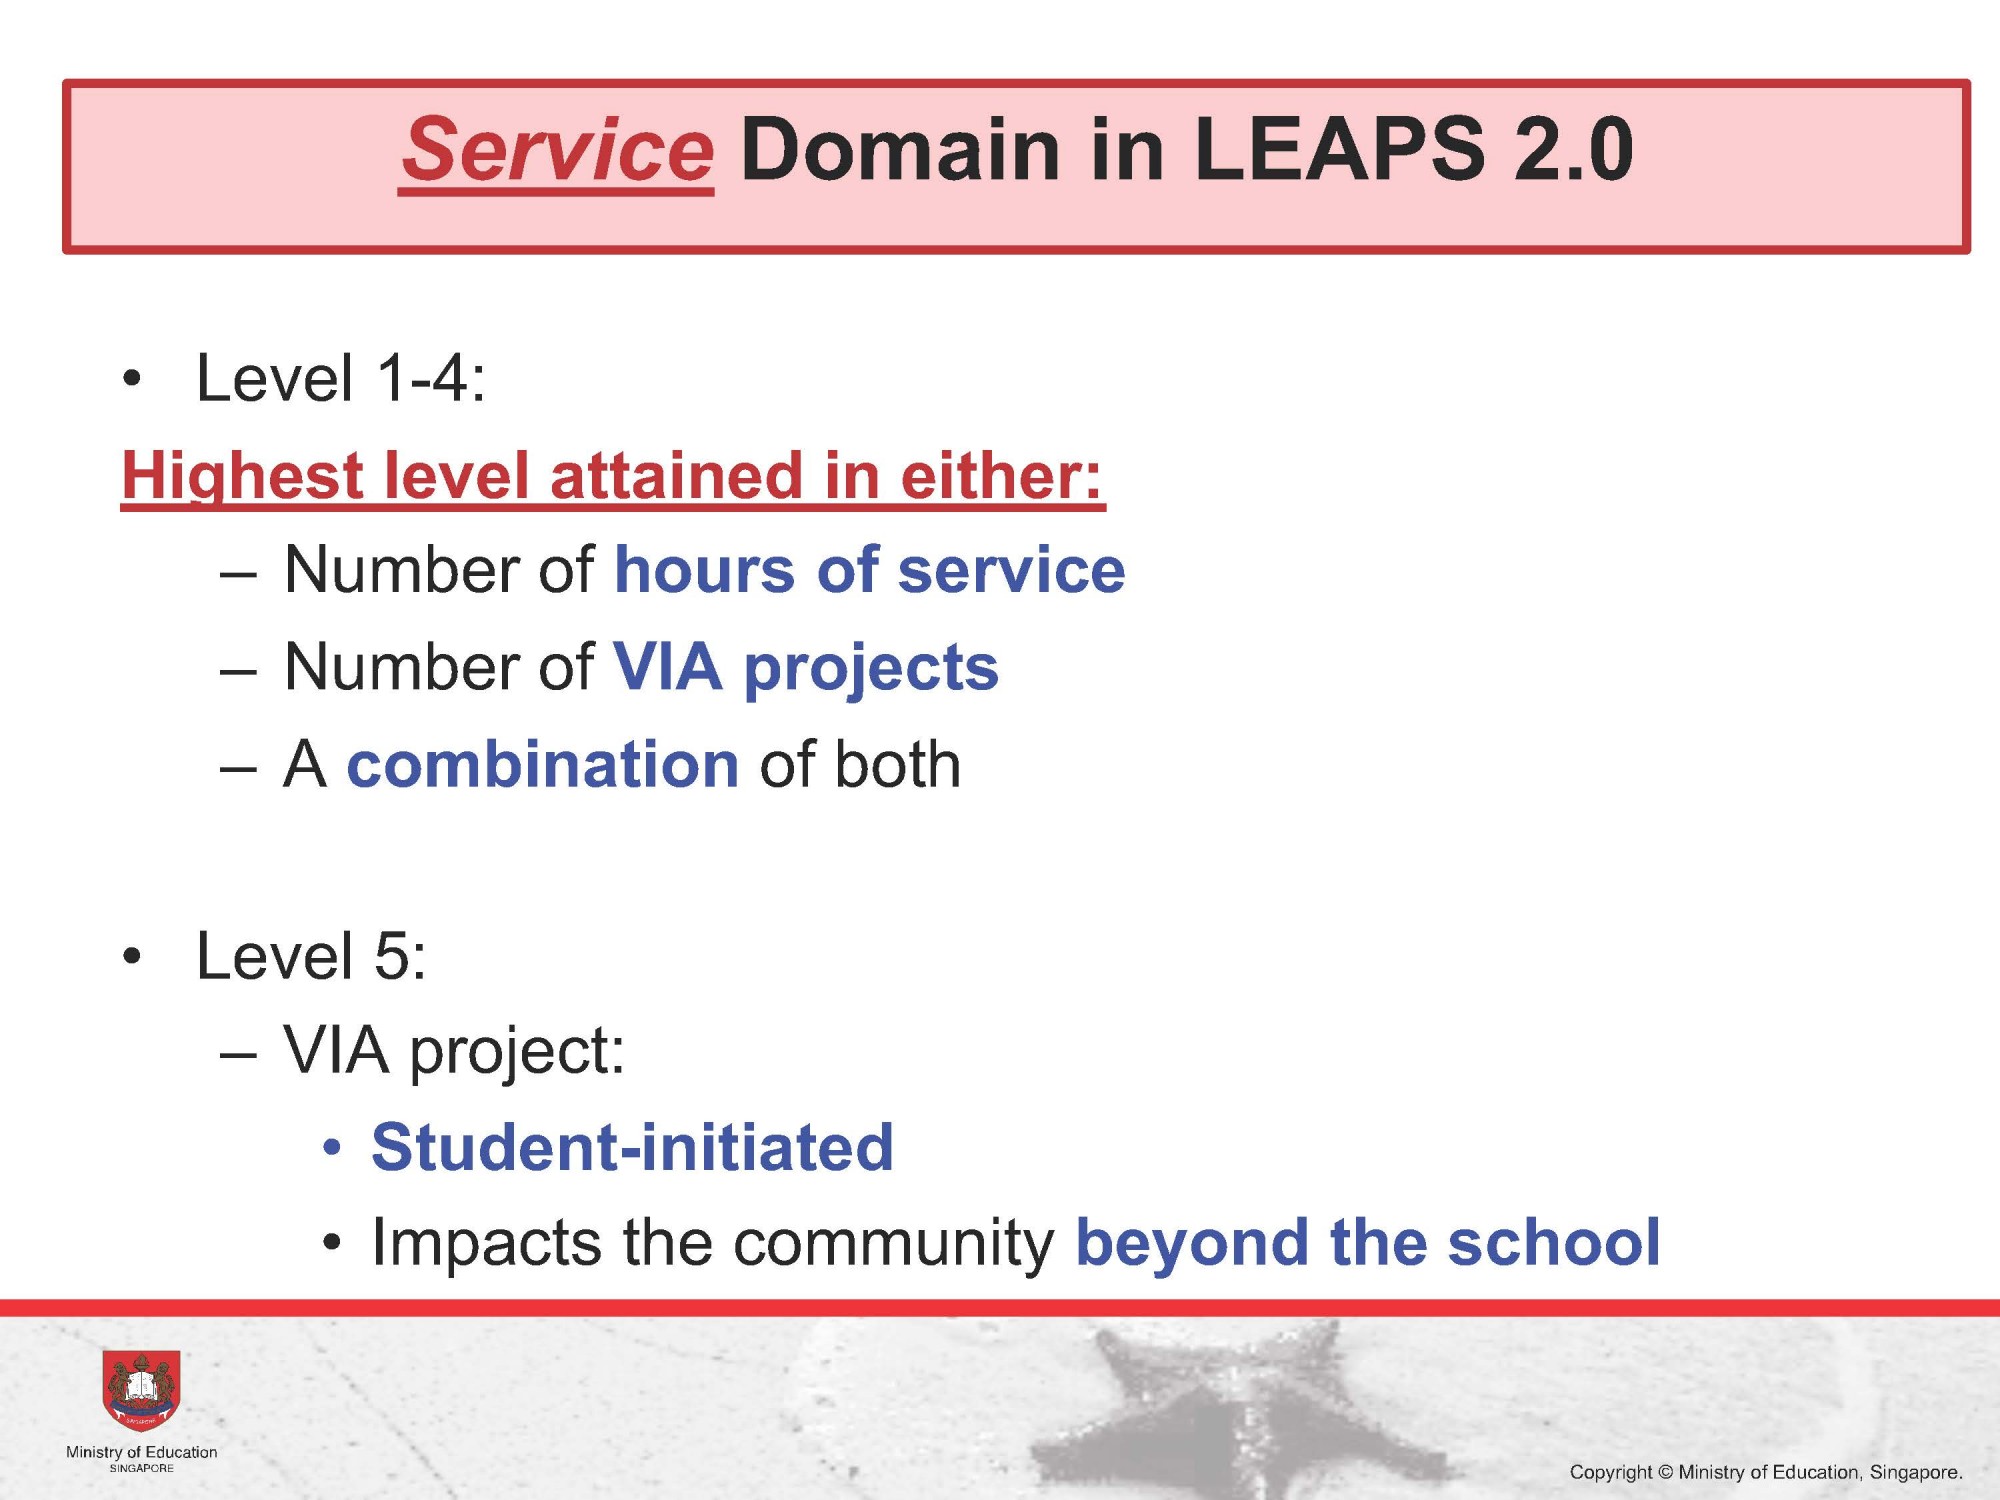 Service Domain in LEAPS 2.0
• Level 1-4:
Highest level attained in either:
– Number of hours of service
– Number of VIA projects
– A combination of both
• Level 5:
– VIA project:
• Student-initiated
• Impacts the community beyond the school
Ministry of Education
SINGAPORE
Copyright © Ministry of Education, Singapore.